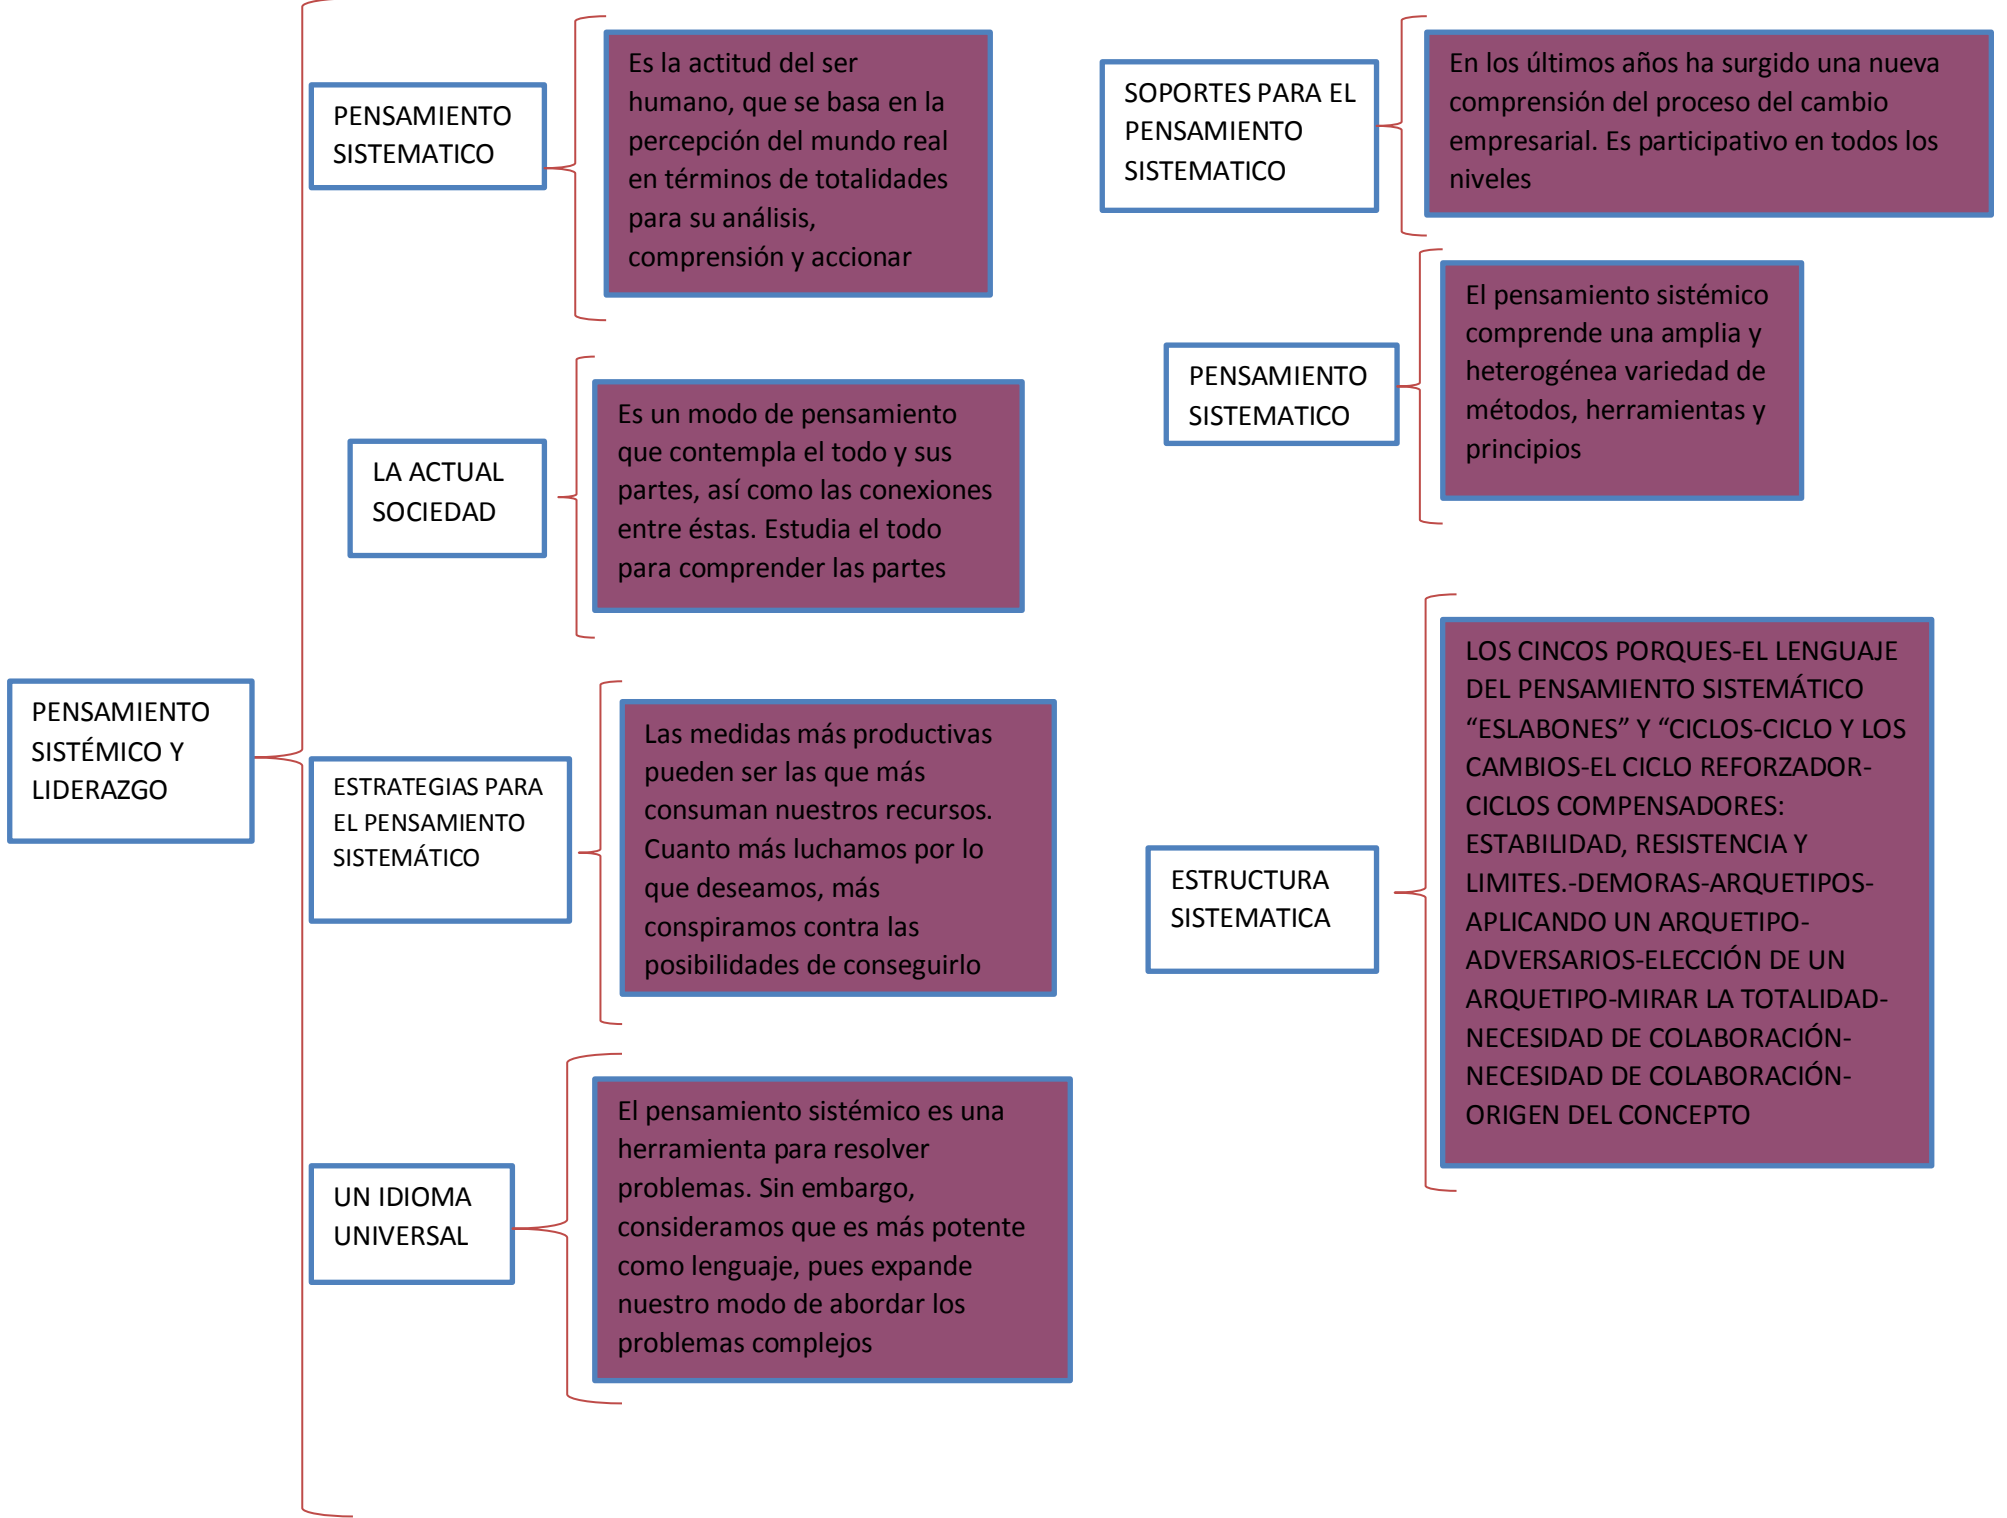 PENSAMIENTO
SISTÉMICO Y
LIDERAZGO
PENSAMIENTO
SISTEMATICO
Es la actitud del ser
humano, que se basa en la
percepción del mundo real
en términos de totalidades
para su análisis,
comprensión y accionar
LA ACTUAL
SOCIEDAD
Es un modo de pensamiento
que contempla el todo y sus
partes, así como las conexiones
entre éstas. Estudia el todo
para comprender las partes
ESTRATEGIAS PARA
EL PENSAMIENTO
SISTEMÁTICO
Las medidas más productivas
pueden ser las que más
consuman nuestros recursos.
Cuanto más luchamos por lo
que deseamos, más
conspiramos contra las
posibilidades de conseguirlo
UN IDIOMA
UNIVERSAL
El pensamiento sistémico es una
herramienta para resolver
problemas. Sin embargo,
consideramos que es más potente
como lenguaje, pues expande
nuestro modo de abordar los
problemas complejos
SOPORTES PARA EL
PENSAMIENTO
SISTEMATICO
En los últimos años ha surgido una nueva
comprensión del proceso del cambio
empresarial. Es participativo en todos los
niveles
PENSAMIENTO
SISTEMATICO
El pensamiento sistémico
comprende una amplia y
heterogénea variedad de
métodos, herramientas y
principios
ESTRUCTURA
SISTEMATICA
LOS CINCOS PORQUES-EL LENGUAJE
DEL PENSAMIENTO SISTEMÁTICO
“ESLABONES” Y “CICLOS-CICLO Y LOS
CAMBIOS-EL CICLO REFORZADOR-
CICLOS COMPENSADORES:
ESTABILIDAD, RESISTENCIA Y
LIMITES.-DEMORAS-ARQUETIPOS-
APLICANDO UN ARQUETIPO-
ADVERSARIOS-ELECCIÓN DE UN
ARQUETIPO-MIRAR LA TOTALIDAD-
NECESIDAD DE COLABORACIÓN-
NECESIDAD DE COLABORACIÓN-
ORIGEN DEL CONCEPTO